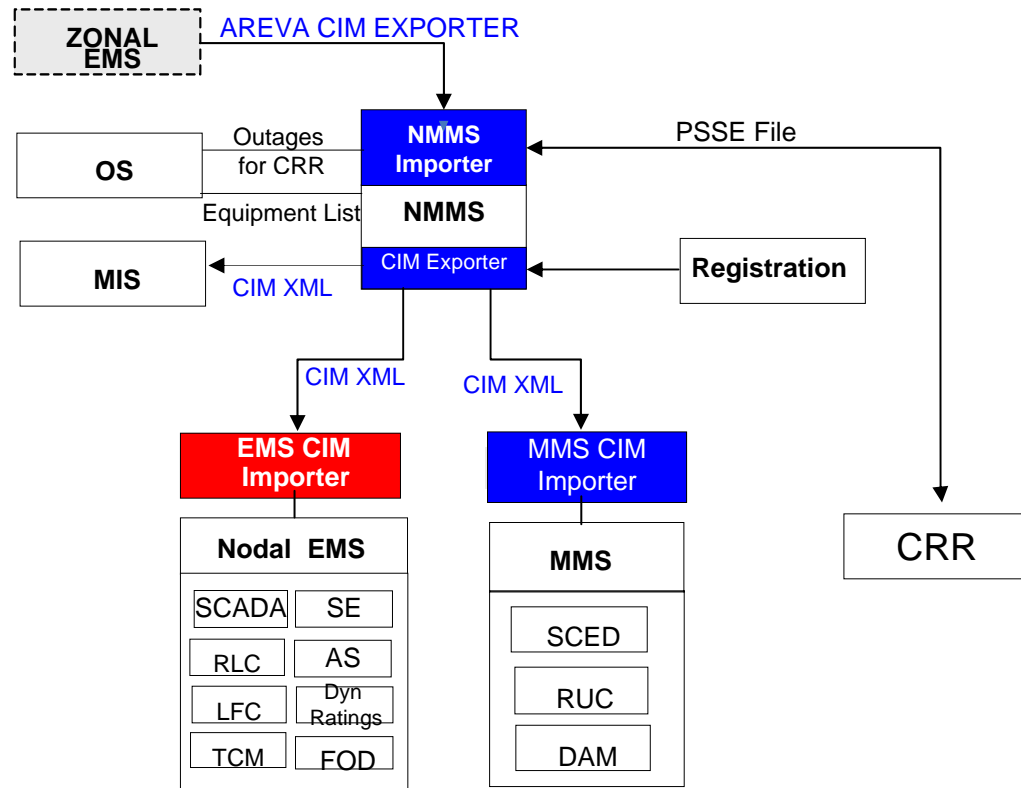 ZONAL
EMS
AREVA CIM EXPORTER
NMMS
Importer
PSSE File
Outages
for CRR
OS
Equipment List
NMMS
CIM Exporter
Registration
MIS
CIM XML
CIM XML
CIM XML
EMS CIM
Importer
MMS CIM
Importer
CRR
Nodal EMS
MMS
SCADA
SE
RLC
AS
LFC
Dyn
Ratings
TCM
FOD
SCED
RUC
DAM